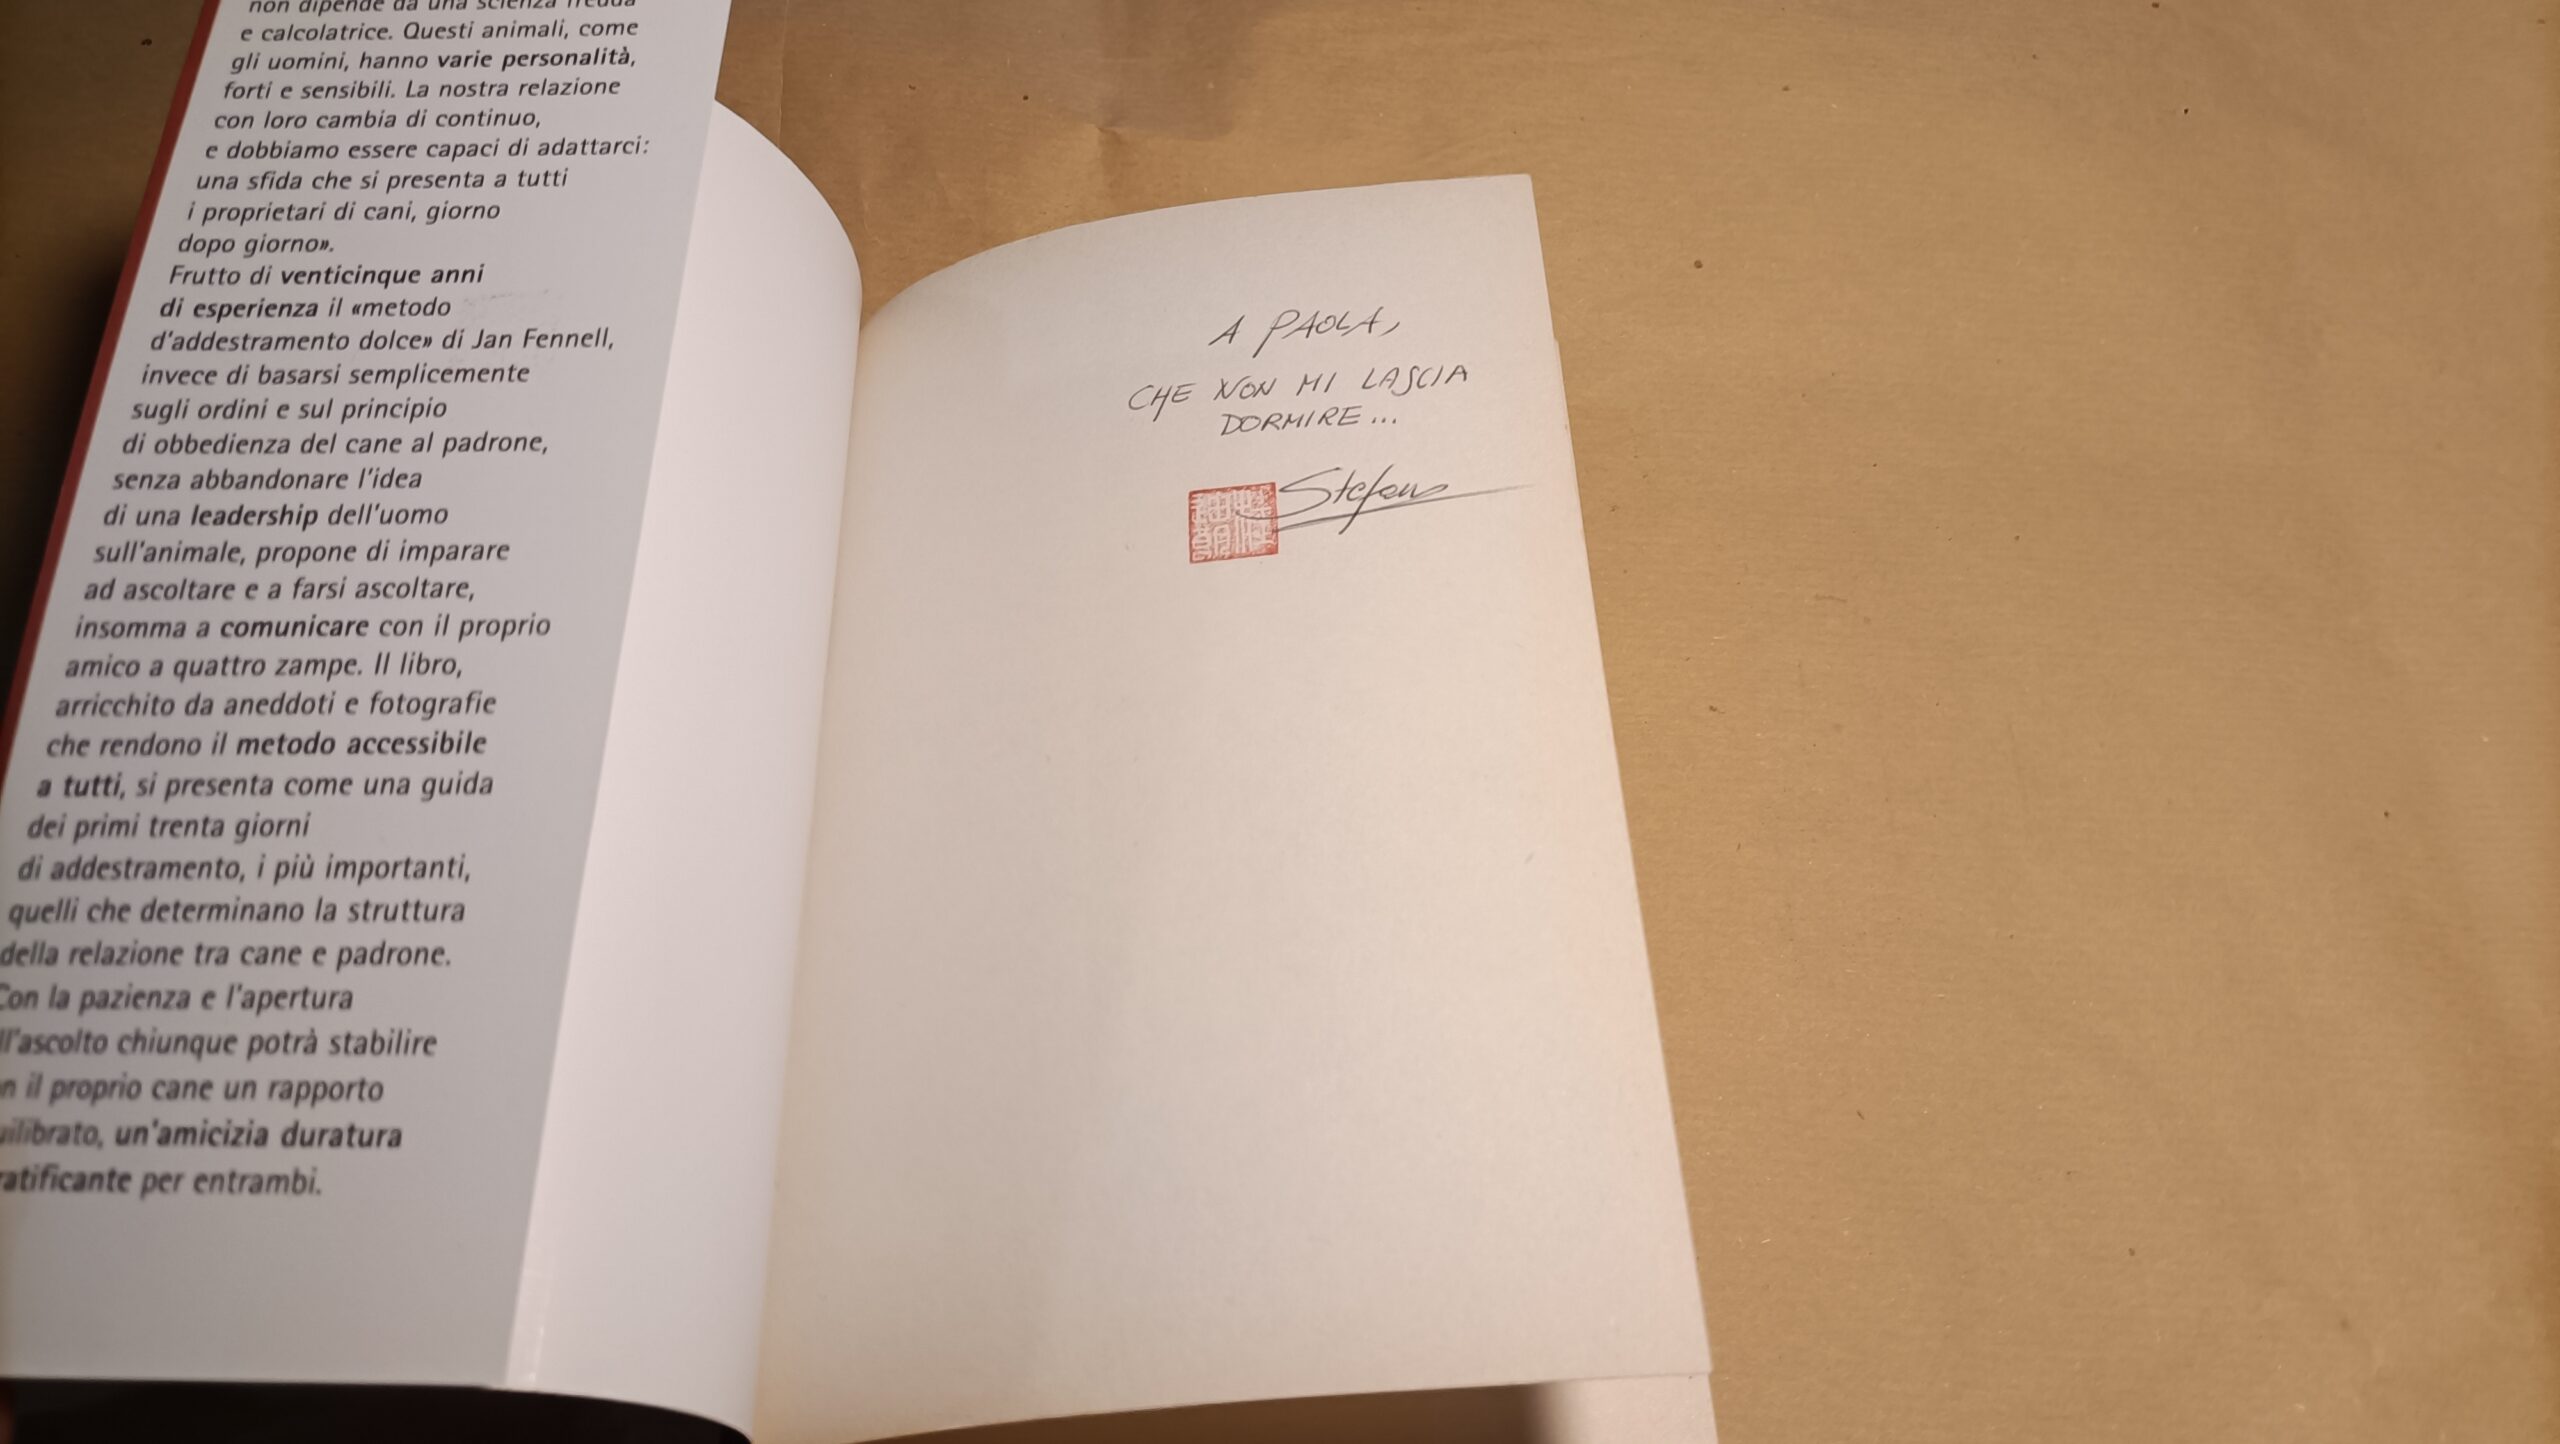 non dipende da una scienza fredda
e calcolatrice. Questi animali, come
gli uomini, hanno varie personalità,
forti e sensibili. La nostra relazione
con loro cambia di continuo,
e dobbiamo essere capaci di adattarci:
una sfida che si presenta a tutti
i proprietari di cani, giorno
dopo giorno».
Frutto di venticinque anni
di esperienza il «metodo
d'addestramento dolce» di Jan Fennell,
invece di basarsi semplicemente
sugli ordini e sul principio
di obbedienza del cane al padrone,
senza abbandonare l'idea
di una leadership dell'uomo
sull'animale, propone di imparare
ad ascoltare e a farsi ascoltare,
insomma a comunicare con il proprio
amico a quattro zampe. Il libro,
arricchito da aneddoti e fotografie
che rendono il metodo accessibile
a tutti, si presenta come una guida
dei primi trenta giorni
di addestramento, i più importanti,
quelli che determinano la struttura
della relazione tra cane e padrone.
Con la pazienza e l'apertura
ll'ascolto chiunque potrà stabilire
n il proprio cane un rapporto
uilibrato, un'amicizia duratura
ratificante per entrambi.
A PAOLA,
CHE NON MI LASCIA
DORMIRE...
Stefano